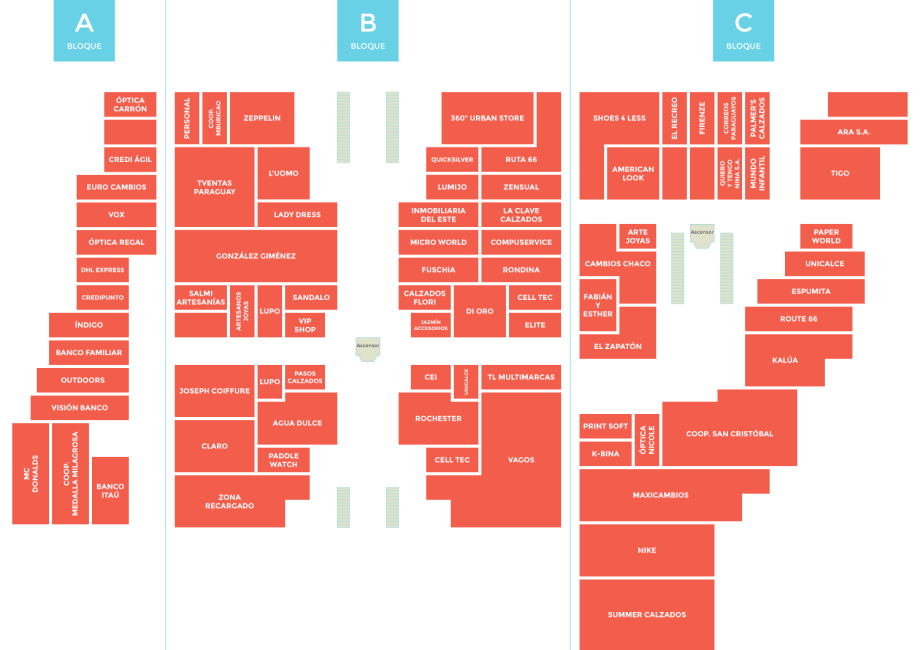 A
BLOQUE
B
BLOQUE
C
BLOQUE
ÓPTICA
CARRÓN
CREDI ÁGIL
EURO CAMBIOS
VOX
ÓPTICA REGAL
DHL EXPRESS
CREDIPUNTO
ÍNDIGO
BANCO FAMILIAR
OUTDOORS
VISIÓN BANCO
MC
DONALDS
COOP.
MEDALLA MILAGROSA
BANCO
ITAÚ
PERSONAL
COOP.
MBURICAO
ZEPPELIN
TVENTAS
PARAGUAY
L'UOMO
LADY DRESS
GONZÁLEZ GIMÉNEZ
SALMI
ARTESANÍAS
ARTESANOS
JOYAS
LUPO
SANDALO
VIP
SHOP
JOSEPH COIFFURE
LUPO
PASOS
CALZADOS
AGUA DULCE
CLARO
PADDLE
WATCH
ZONA
RECARGADO
Ascensor
360° URBAN STORE
QUICKSILVER
RUTA 66
LUMIJO
ZENSUAL
INMOBILIARIA
DEL ESTE
LA CLAVE
CALZADOS
MICRO WORLD
COMPUSERVICE
FUSCHIA
RONDINA
CALZADOS
FLORI
DI ORO
CELL TEC
JAZMÍN
ACCESORIOS
ELITE
CEI
UNICALCE
TL MULTIMARCAS
ROCHESTER
CELL TEC
VAGOS
SHOES 4 LESS
EL RECREO
FIRENZE
CORREOS
PARAGUAYOS
PALMER'S
CALZADOS
AMERICAN
LOOK
QUIERO
Y TENGO
NINA S.A.
MUNDO
INFANTIL
ARA S.A.
TIGO
ARTE
JOYAS
CAMBIOS CHACO
FABIÁN
Y
ESTHER
EL ZAPATÓN
Ascensor
PAPER
WORLD
UNICALCE
ESPUMITA
ROUTE 66
KALÚA
PRINT SOFT
K-BINA
ÓPTICA
NICOLE
COOP. SAN CRISTÓBAL
MAXICAMBIOS
NIKE
SUMMER CALZADOS